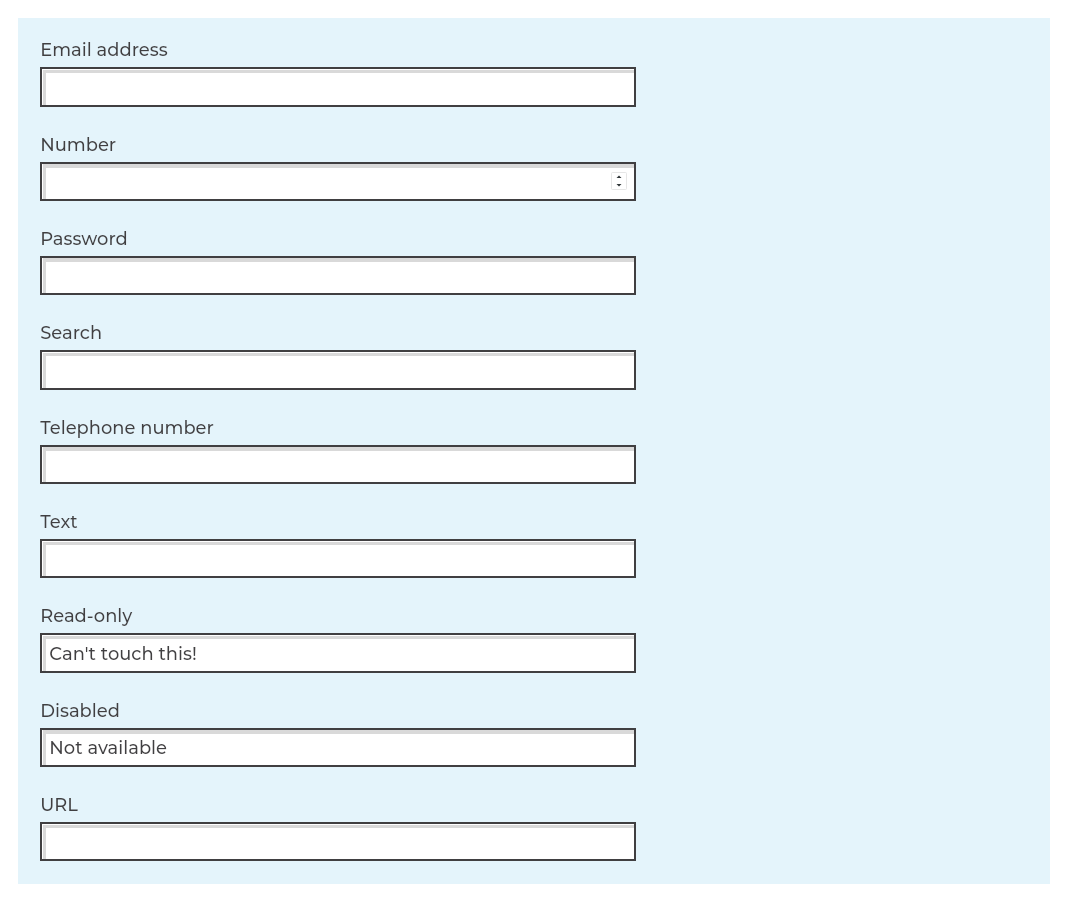 Email address
Number
Password
Search
Telephone number
Text
Read-only
Can't touch this!
Disabled
Not available
URL